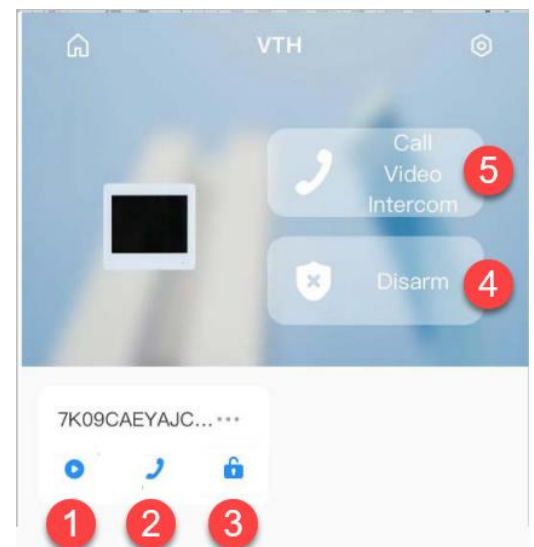 VTH
Call
Video
Intercom
5
Disarm
4
7K09CAEYAJC...
1
2
3